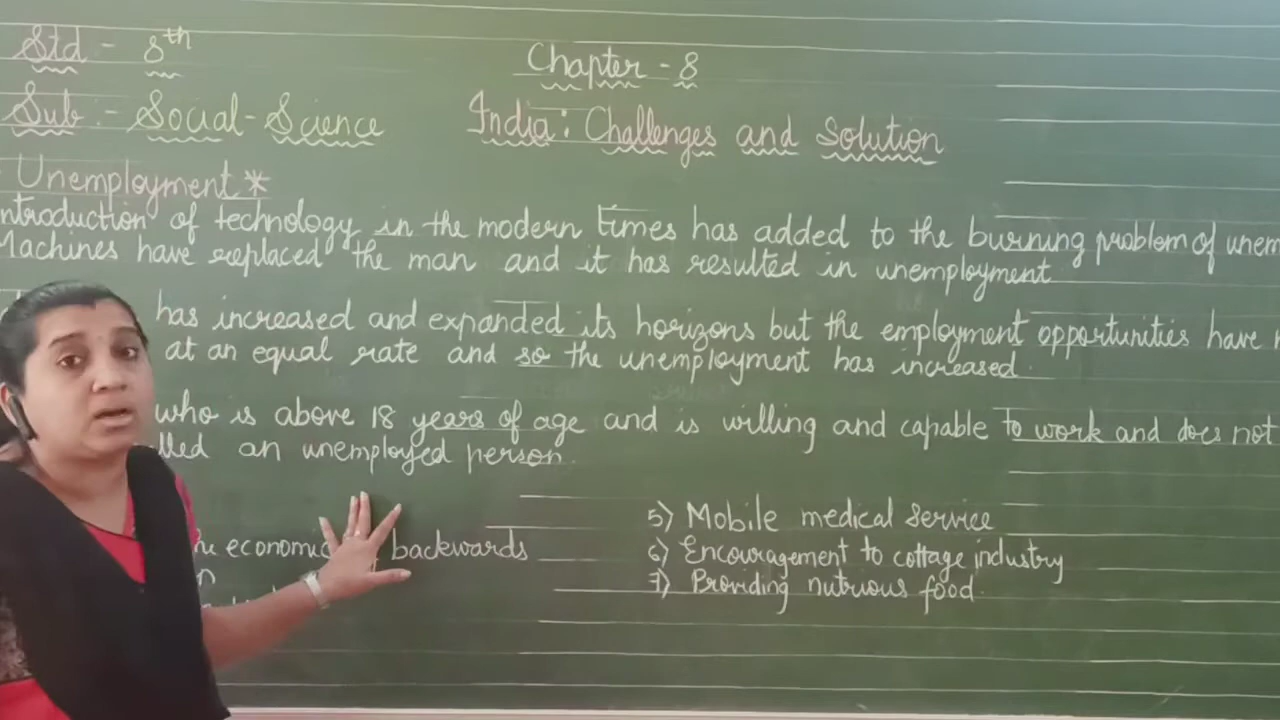 Std - 8th
Chapter - 8
Sub - Social-Science
India: Challenges and Solution
Unemployment *
ntroduction of technology in the modern times has added to the burning problem of unem
Machines have replaced the man and it has resulted in unemployment
has increased and expanded its horizons but the employment opportunities have
at an equal rate and so the unemployment has increased.
who is above 18 years of age and is willing and capable to work and does not
lled an unemployed person.
economic backwards
5) Mobile medical service
6) Encouragement to cottage industry
7) Providing nutrious food.